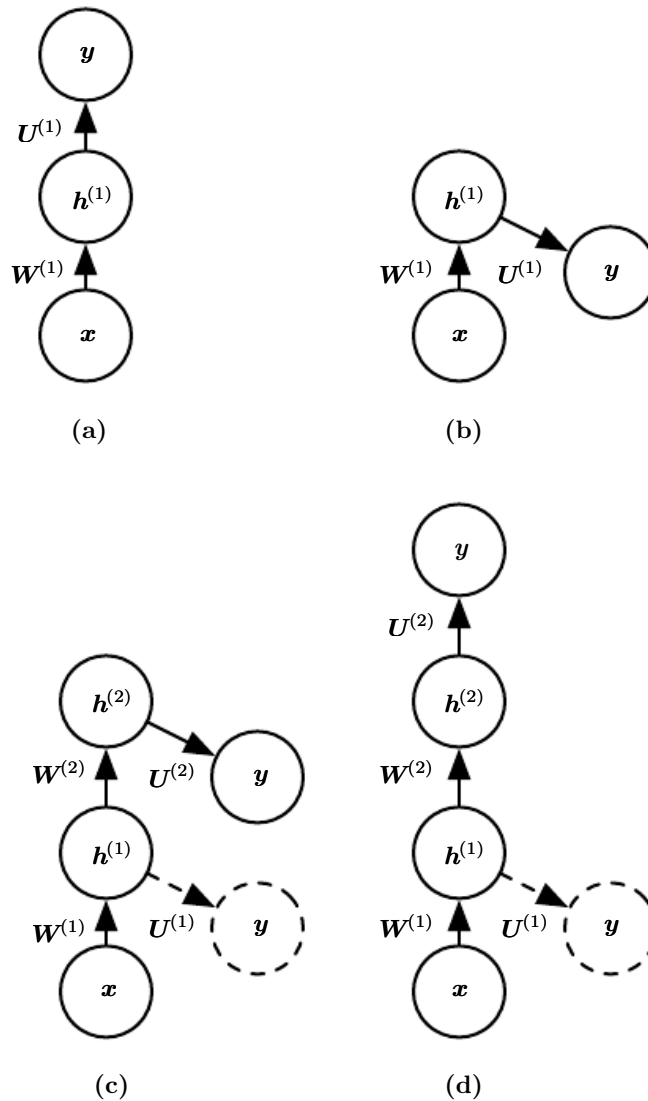 y
U^(1)
h^(1)
W^(1)
x
(a)
h^(1)
W^(1) U^(1) y
x
(b)
h^(2)
W^(2) U^(2) y
h^(1)
W^(1) U^(1) y
x
(c)
y
U^(2)
h^(2)
W^(2)
h^(1)
W^(1) U^(1) y
x
(d)